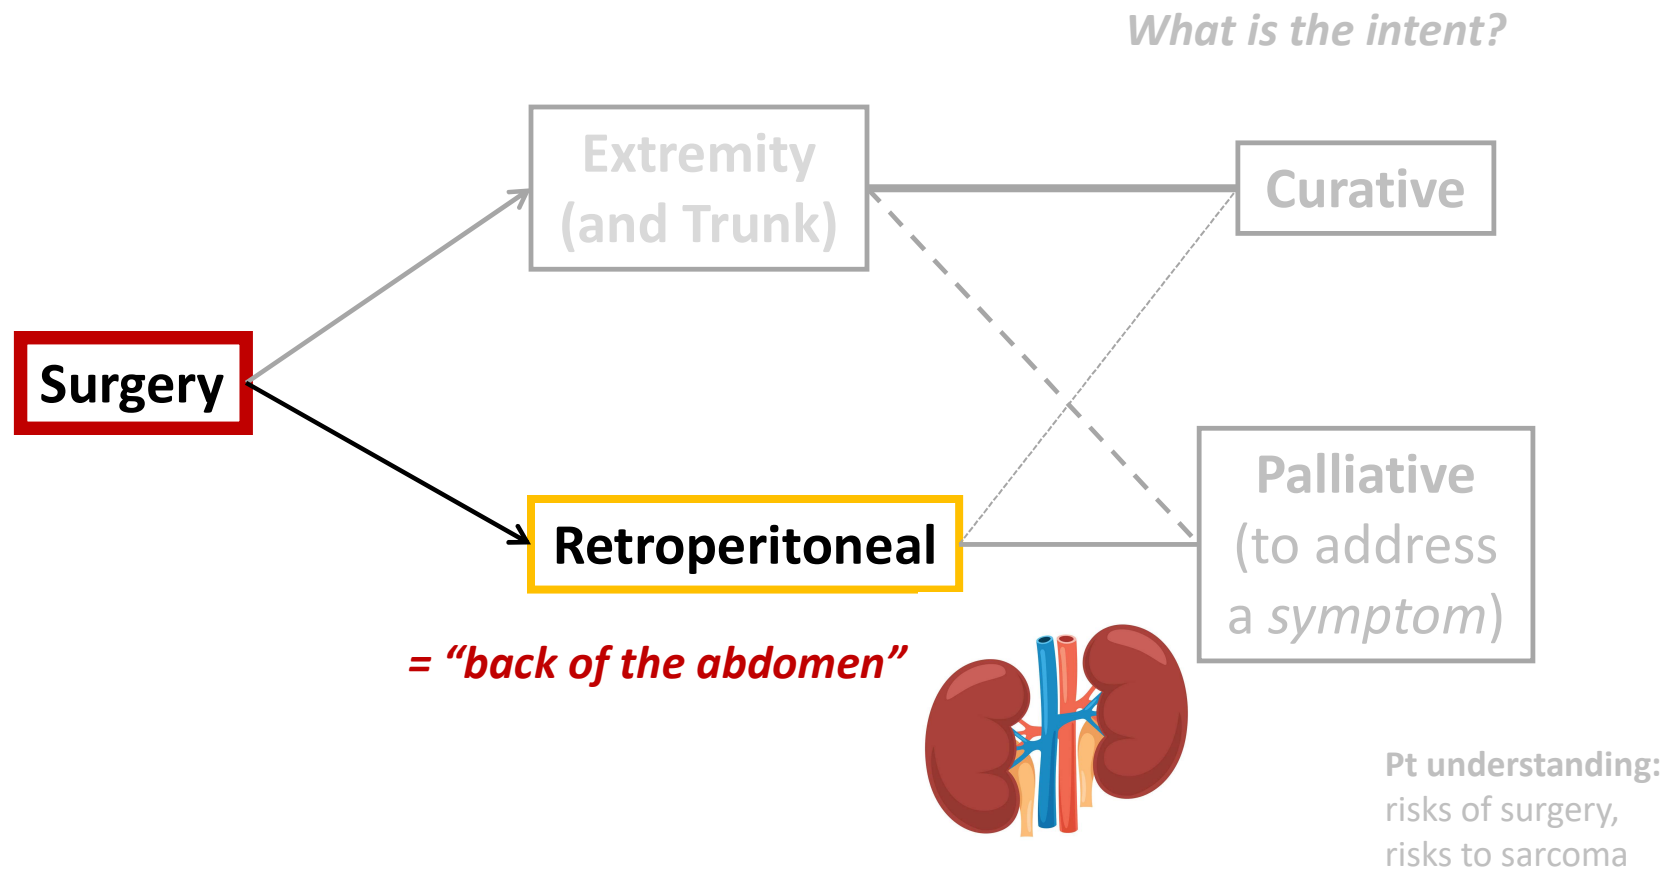 What is the intent?
Extremity
(and Trunk)
Curative
Surgery
Retroperitoneal
= “back of the abdomen”
Palliative
(to address
a symptom)
Pt understanding:
risks of surgery,
risks to sarcoma